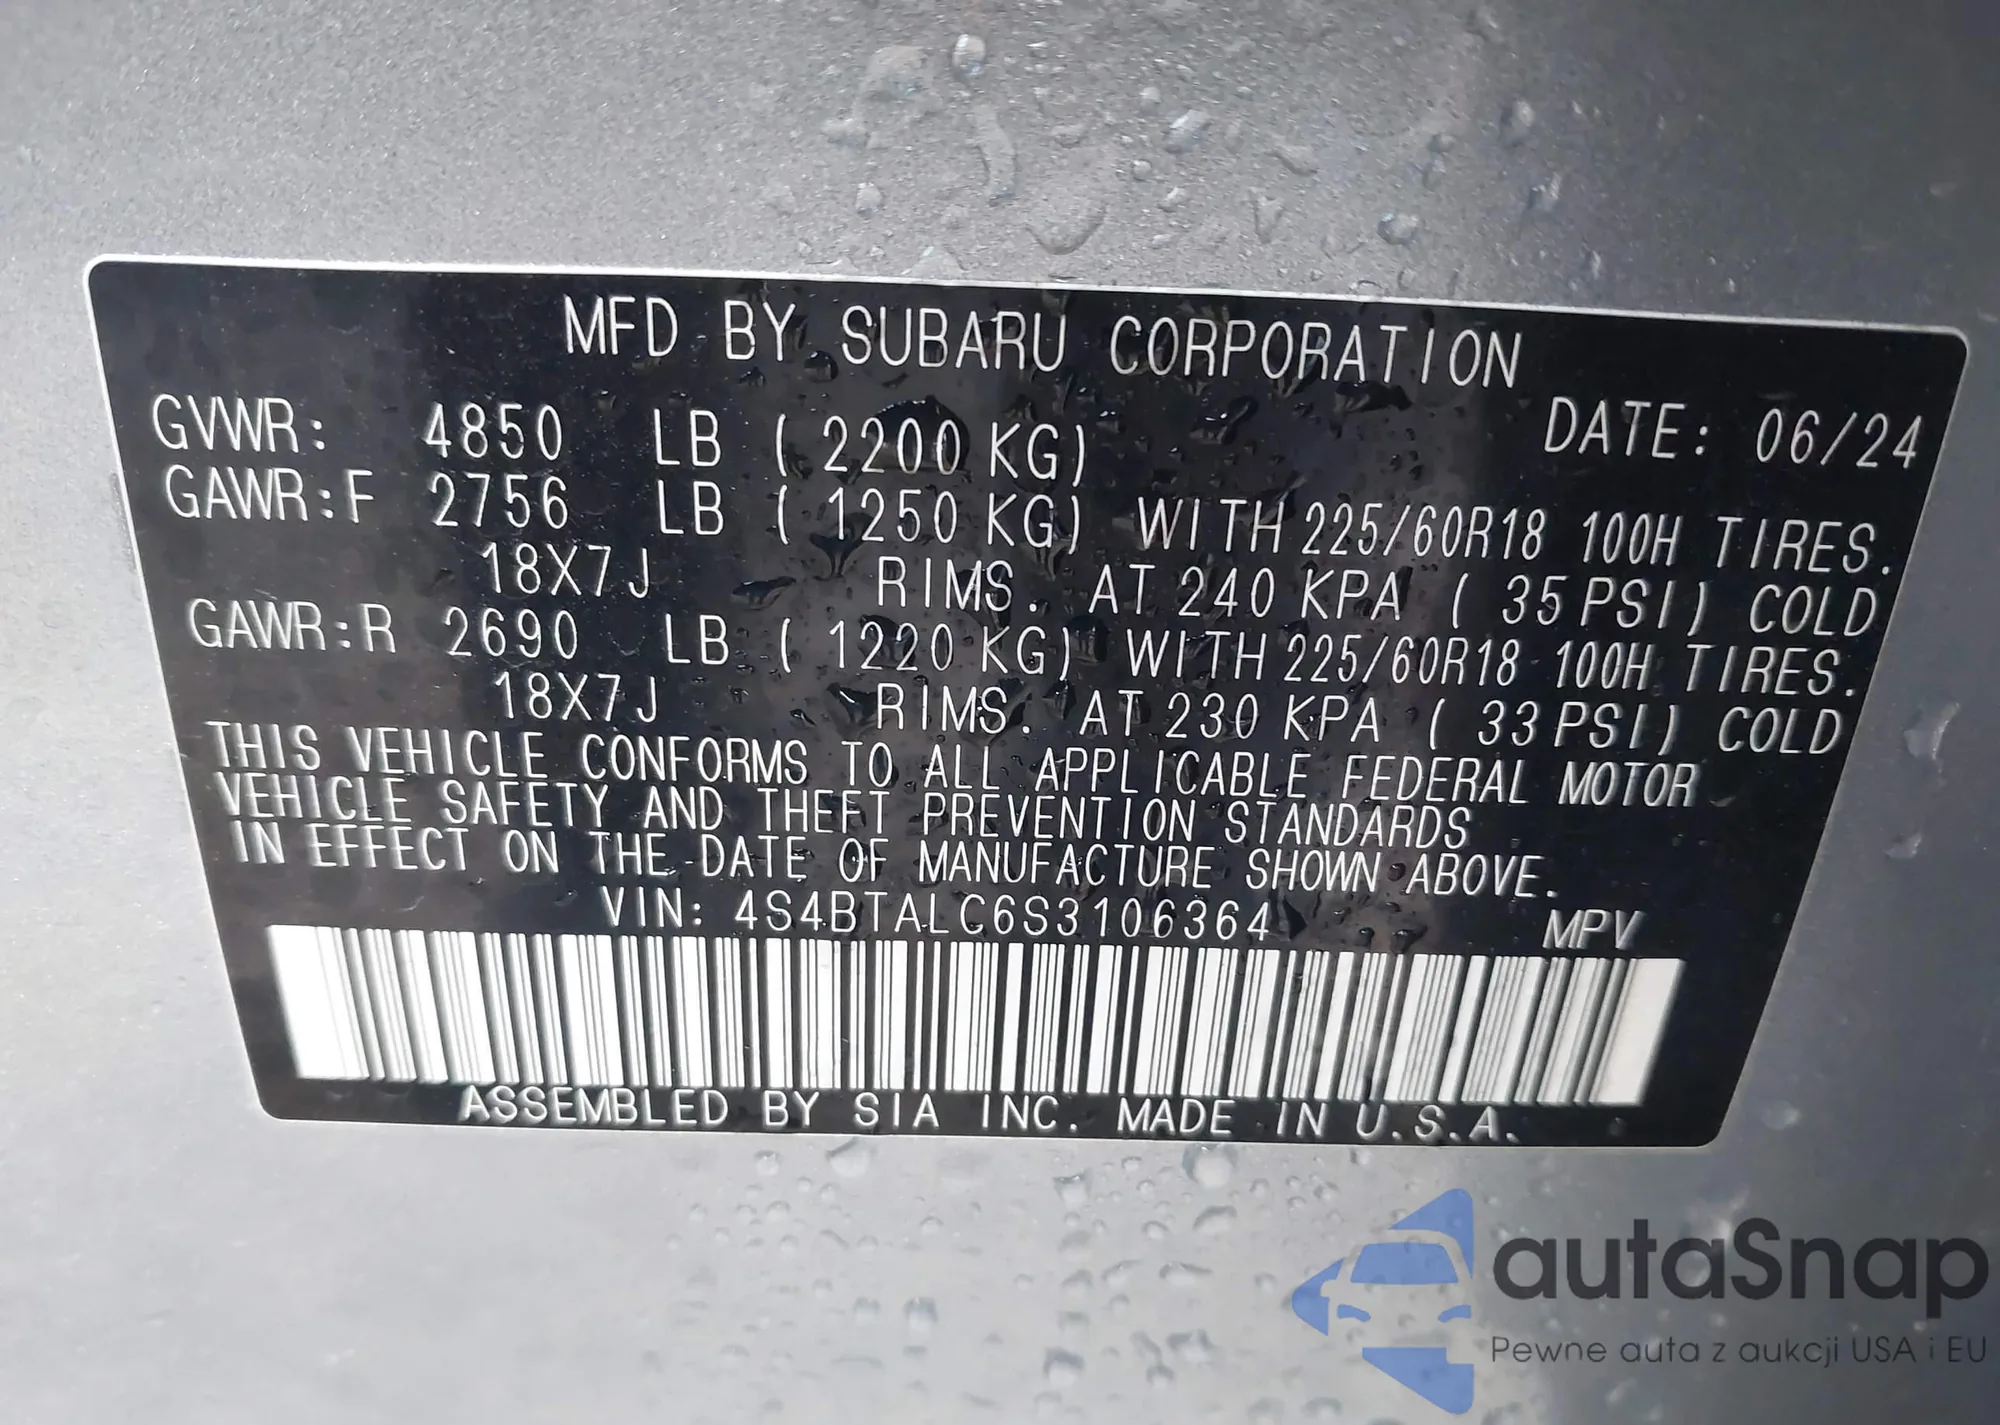 MFD BY SUBARU CORPORATION
GVWR: 4850 LB ( 2200 KG) DATE: 06/24
GAWR:F 2756 LB ( 1250 KG) WITH 225/60R18 100H TIRES.
18X7J RIMS. AT 240 KPA ( 35 PSI) COLD
GAWR:R 2690 LB ( 1220 KG) WITH 225/60R18 100H TIRES.
18X7J RIMS. AT 230 KPA ( 33 PSI) COLD
THIS VEHICLE CONFORMS TO ALL APPLICABLE FEDERAL MOTOR
VEHICLE SAFETY AND THEFT PREVENTION STANDARDS
IN EFFECT ON THE DATE OF MANUFACTURE SHOWN ABOVE.
VIN: 4S4BTALC6S3106364 MPV
ASSEMBLED BY SIA INC. MADE IN U.S.A.
autaSnap
Pewne auta z aukcji USA i EU